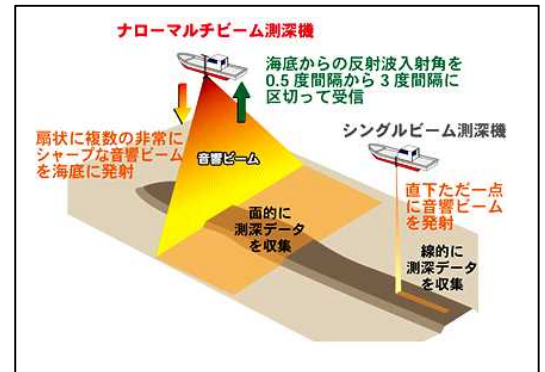 ナローマルチビーム測深機
海底からの反射波入射角を
0.5度間隔から3度間隔に
区切って受信
扇状に複数の非常に
シャープな音響ビーム
を海底に発射
音響ビーム
シングルビーム測深機
直下ただ一点
に音響ビーム
を発射
面的に
測深データ
を収集
線的に
測深データ
を収集